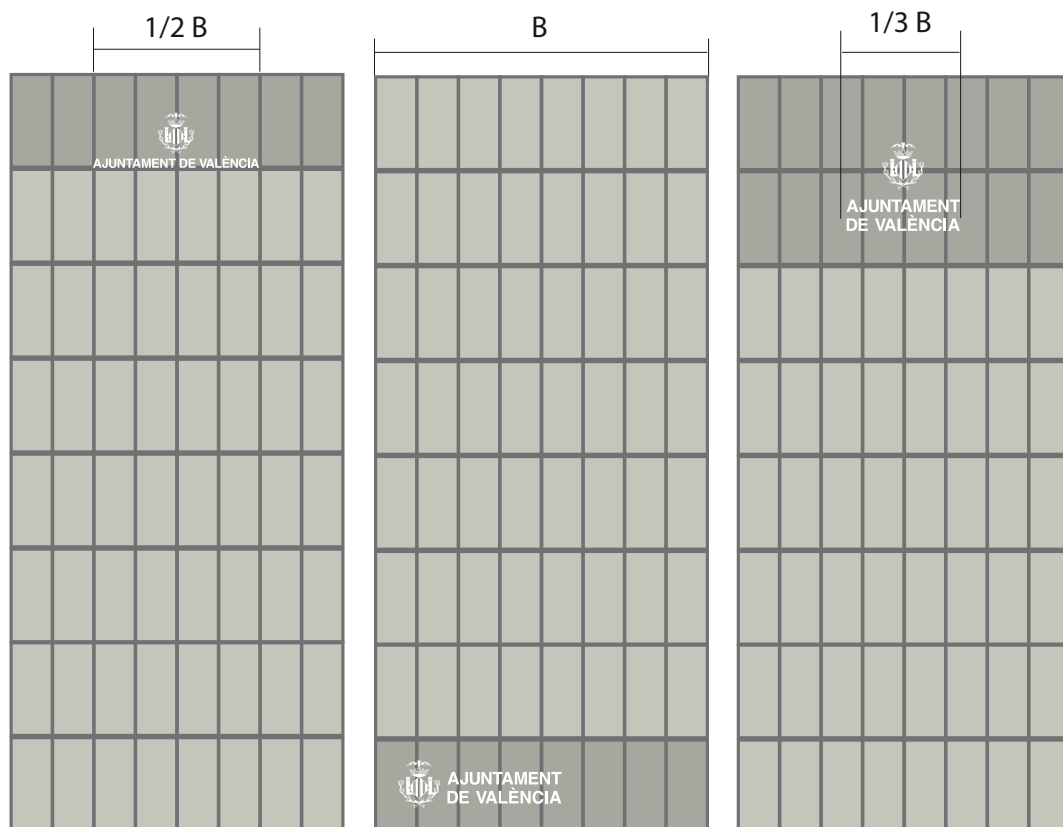 1/2 B
B
1/3 B
AJUNTAMENT DE VALÈNCIA
AJUNTAMENT
DE VALÈNCIA
AJUNTAMENT
DE VALÈNCIA